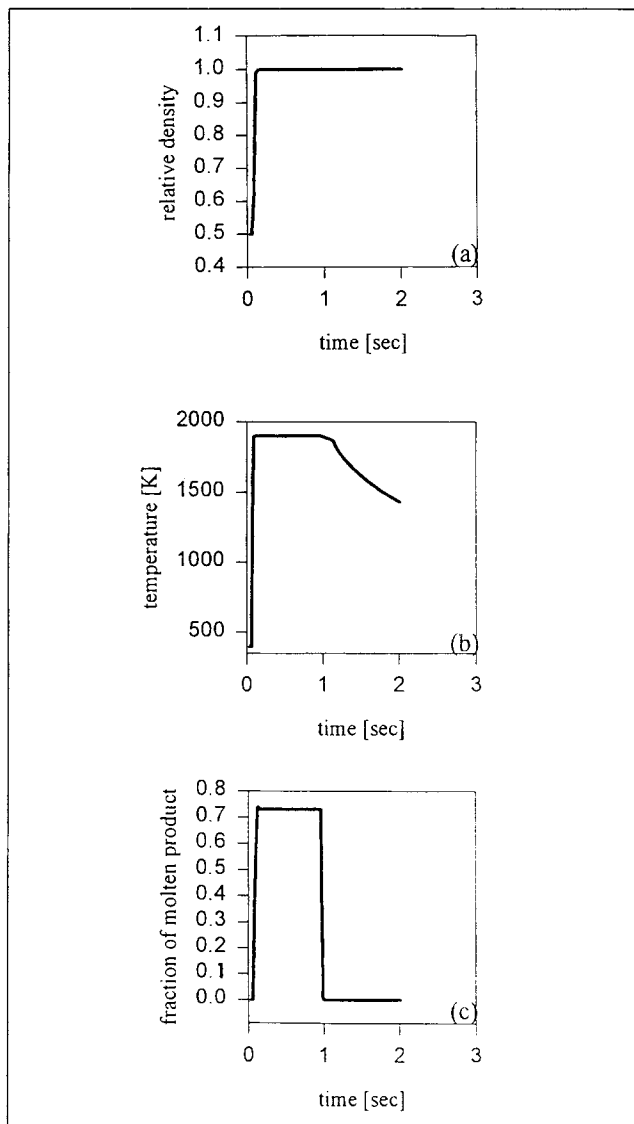 1.1
1.0
0.9
0.8
0.7
0.6
0.5
0.4
relative density
(a)
0 1 2 3
time [sec]
2000
1500
1000
500
temperature [K]
(b)
0 1 2 3
time [sec]
0.8
0.7
0.6
0.5
0.4
0.3
0.2
0.1
0.0
fraction of molten product
(c)
0 1 2 3
time [sec]